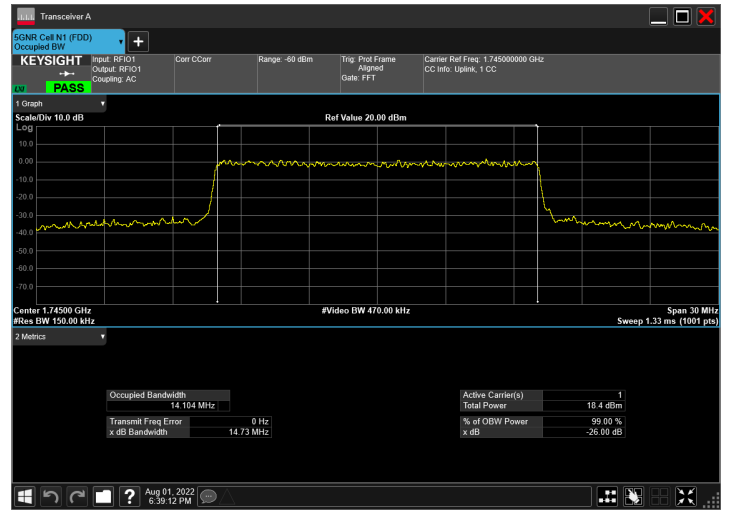 Transceiver A
5GNR Cell N1 (FDD)
Occupied BW
KEYSIGHT
Input: RFIO1
Output: RFIO1
Coupling: AC
Corr CCorr
Range: -60 dBm
Trig: Prot Frame
Aligned
Gate: FFT
Carrier Ref Freq: 1.745000000 GHz
CC Info: Uplink, 1 CC
LXI
PASS
1 Graph
Scale/Div 10.0 dB
Ref Value 20.00 dBm
Log
10.0
0.00
-10.0
-20.0
-30.0
-40.0
-50.0
-60.0
-70.0
Center 1.74500 GHz
#Video BW 470.00 kHz
Span 30 MHz
#Res BW 150.00 kHz
Sweep 1.33 ms (1001 pts)
2 Metrics
Occupied Bandwidth
14.104 MHz
Active Carrier(s) 1
Total Power 18.4 dBm
Transmit Freq Error 0 Hz
x dB Bandwidth 14.73 MHz
% of OBW Power 99.00 %
x dB -26.00 dB
Aug 01, 2022
6:39:12 PM